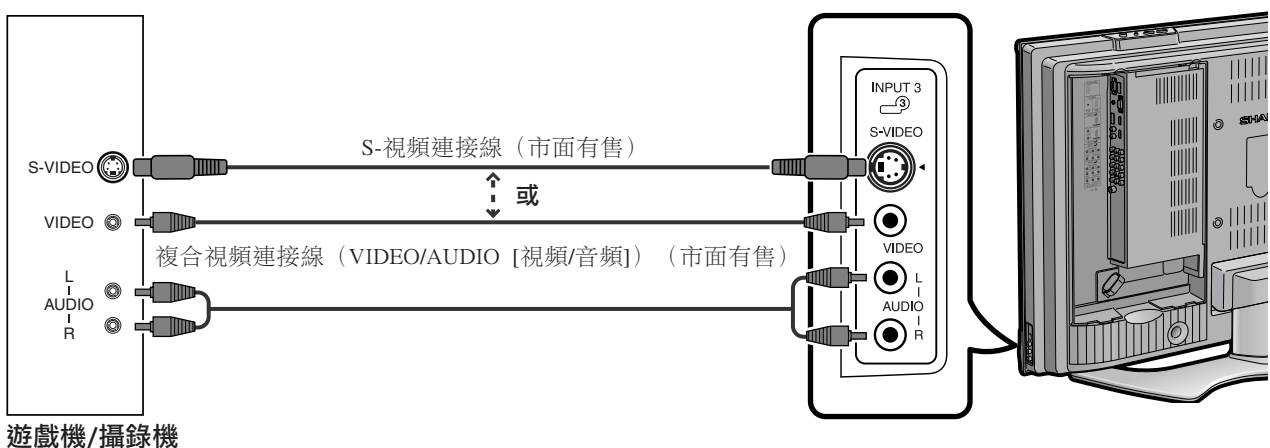 S-VIDEO
VIDEO
L
AUDIO
R
S-視頻連接線（市面有售）
或
複合視頻連接線（VIDEO/AUDIO [視頻/音頻]）（市面有售）
INPUT 3
3
S-VIDEO
VIDEO
L
AUDIO
R
SHA
遊戲機/攝錄機